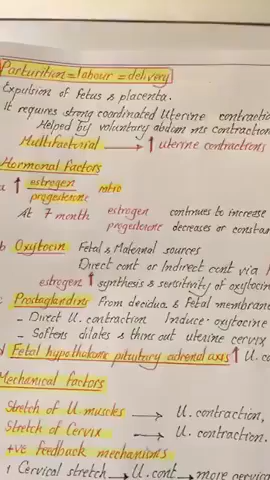 Parturition = labour = delivery
Expulsion of Fetus & placenta.
It requires strong coordinated Uterine contractio
Helped by voluntary abdom ms contraction
Multifactorial → ↑ uterine contractions
Hormonal Factors
a ↑ estrogen / progesterone ratio
At 7 month estrogen continues to increase
progesterone decreases or constan
b Oxytocin Fetal & Maternal sources
Direct cont or Indirect cont via
estrogen ↑ synthesis & sensitivity of oxytocin
Prostaglandins From decidua & Fetal membrane
- Direct U. contraction Induce oxytocine
- Softens dilates & thins out uterine cervix
d Fetal hypothalamic pituitary adrenal axis ↑ U. co
Mechanical factors
Stretch of U muscles → U. contraction,
Stretch of Cervix → U. contraction.
+ve feedback mechanisms
1 Cervical stretch → U. cont → more cervica